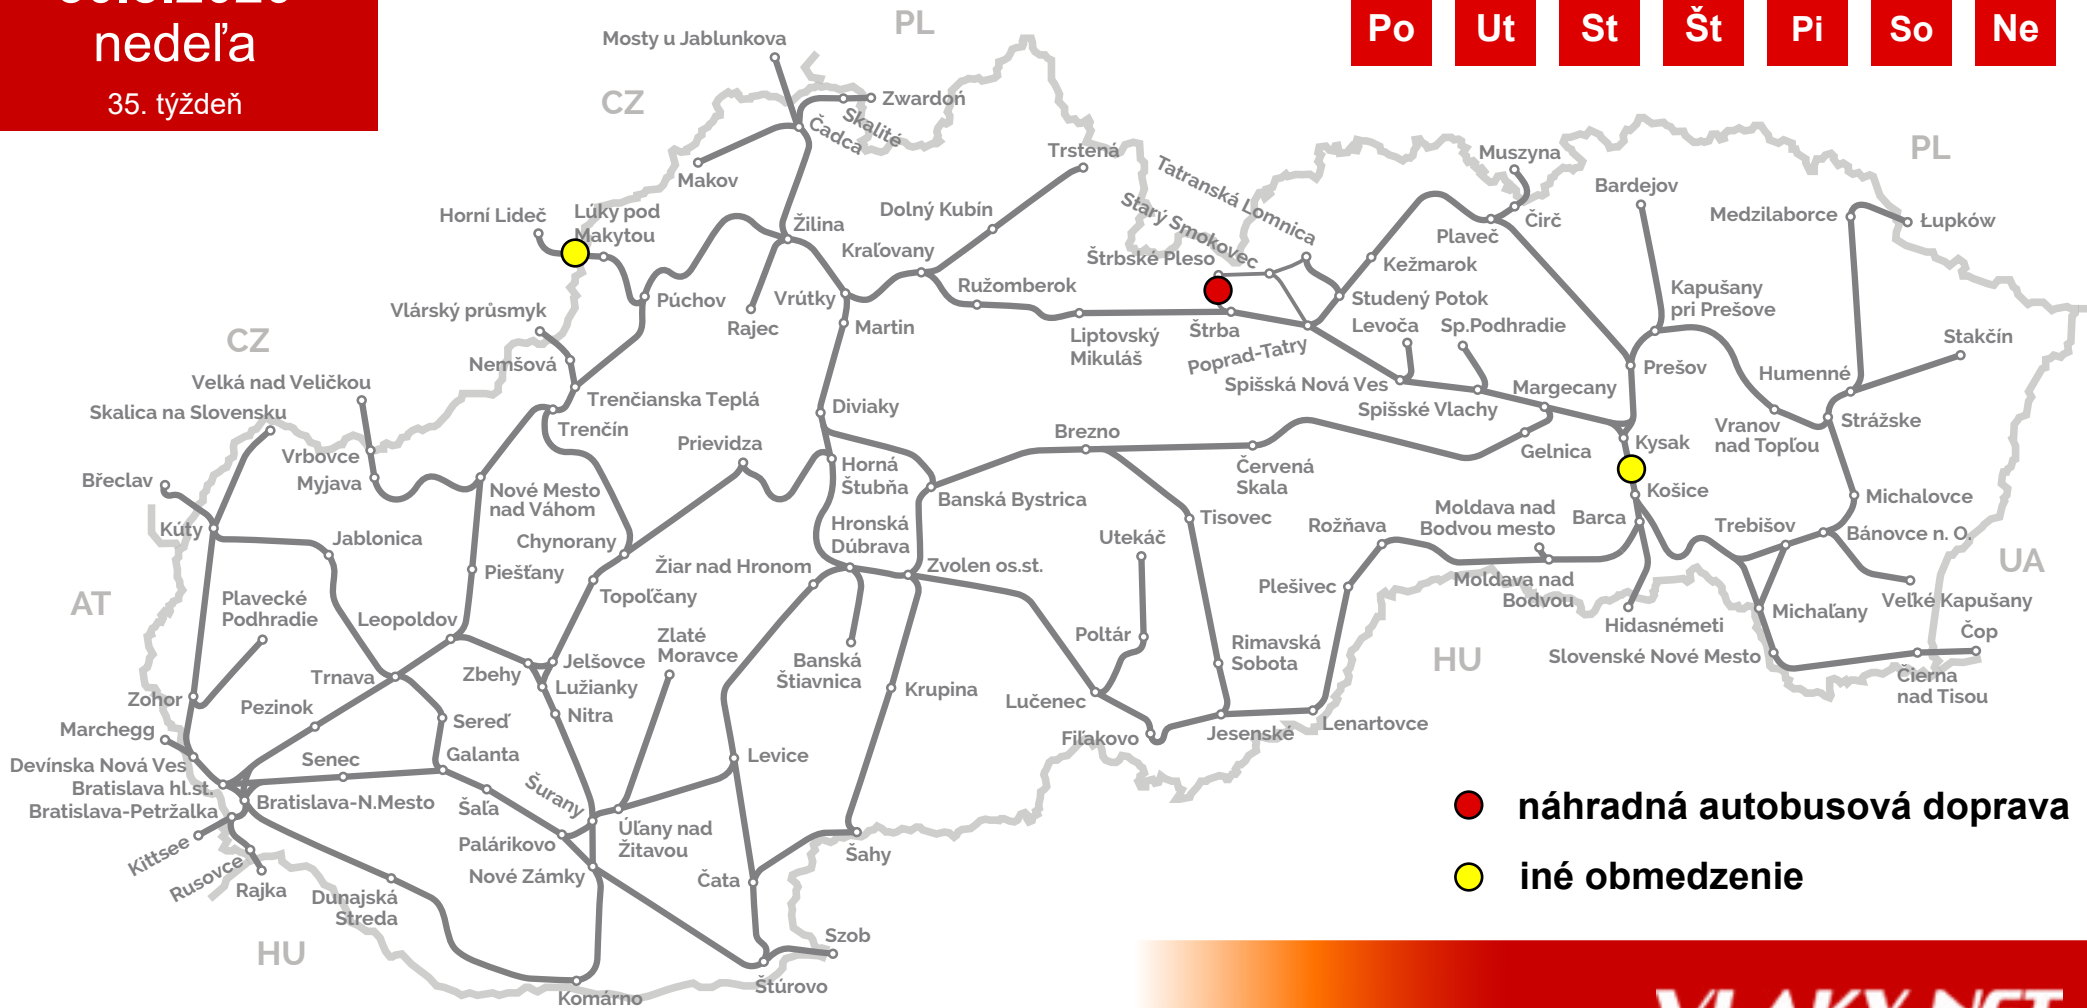 nedeľa
35. týždeň
Po
Ut
St
Št
Pi
So
Ne
PL
Mosty u Jablunkova
CZ
Zwardoń
Skalité
Čadca
Makov
Trstená
Tatranská Lomnica
Muszyna
PL
Bardejov
Horní Lideč
Lúky pod
Makytou
Žilina
Dolný Kubín
Starý Smokovec
Čirč
Medzilaborce
Łupków
Kraľovany
Štrbské Pleso
Plaveč
Kežmarok
Vlárský průsmyk
Púchov
Vrútky
Ružomberok
Studený Potok
Kapušany
pri Prešove
Rajec
Martin
Liptovský
Mikuláš
Štrba
Levoča
Sp.Podhradie
Stakčín
CZ
Nemšová
Poprad-Tatry
Prešov
Humenné
Velká nad Veličkou
Trenčianska Teplá
Spišská Nová Ves
Margecany
Skalica na Slovensku
Trenčín
Diviaky
Spišské Vlachy
Strážske
Vranov
nad Topľou
Prievidza
Brezno
Kysak
Vrbovce
Myjava
Horná
Štubňa
Červená
Skala
Gelnica
Břeclav
Nové Mesto
nad Váhom
Banská Bystrica
Košice
Michalovce
Kúty
Jablonica
Chynorany
Hronská
Dúbrava
Tisovec
Rožňava
Moldava nad
Bodvou mesto
Barca
Trebišov
Bánovce n. O.
Utekáč
UA
Piešťany
Žiar nad Hronom
Zvolen os.st.
Plešivec
Moldava nad
Bodvou
AT
Plavecké
Podhradie
Topoľčany
Veľké Kapušany
Leopoldov
Michaľany
Hidasnémeti
Zlaté
Moravce
Poltár
Rimavská
Sobota
HU
Čop
Slovenské Nové Mesto
Trnava
Zbehy
Jelšovce
Lužianky
Banská
Štiavnica
Krupina
Čierna
nad Tisou
Zohor
Pezinok
Lučenec
Sereď
Nitra
Marchegg
Fiľakovo
Jesenské
Lenartovce
Devínska Nová Ves
Senec
Galanta
Levice
Bratislava hl.st.
Bratislava-N.Mesto
Bratislava-Petržalka
Šaľa
Šurany
náhradná autobusová doprava
Palárikovo
Úľany nad
Žitavou
Kittsee
Rusovce
Rajka
Šahy
Nové Zámky
Čata
iné obmedzenie
Dunajská
Streda
HU
Szob
Štúrovo
Komárno
VLAKY.NET